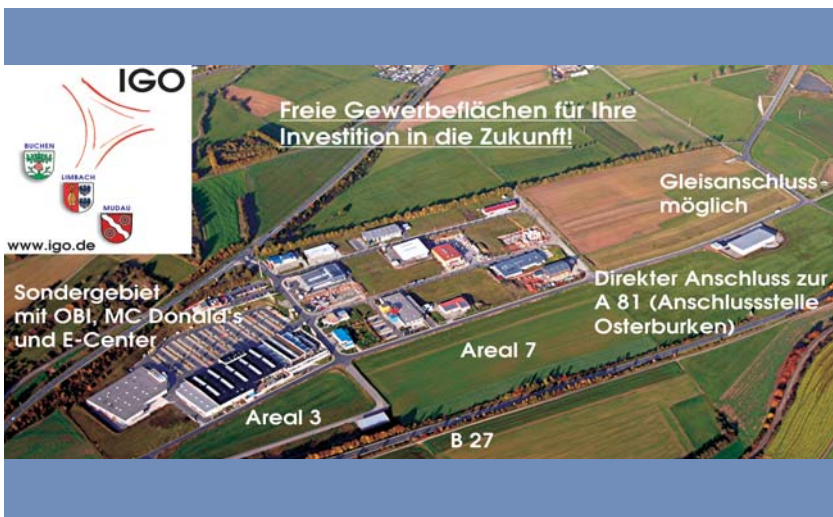 IGO
BUCHEN
LIMBACH
MUDAU
www.igo.de
Freie Gewerbeflächen für Ihre
Investition in die Zukunft!
Gleisanschluss
möglich
Sondergebiet
mit OBI, MC Donald's
und E-Center
Direkter Anschluss zur
A 81 (Anschlussstelle
Osterburken)
Areal 7
Areal 3
B 27